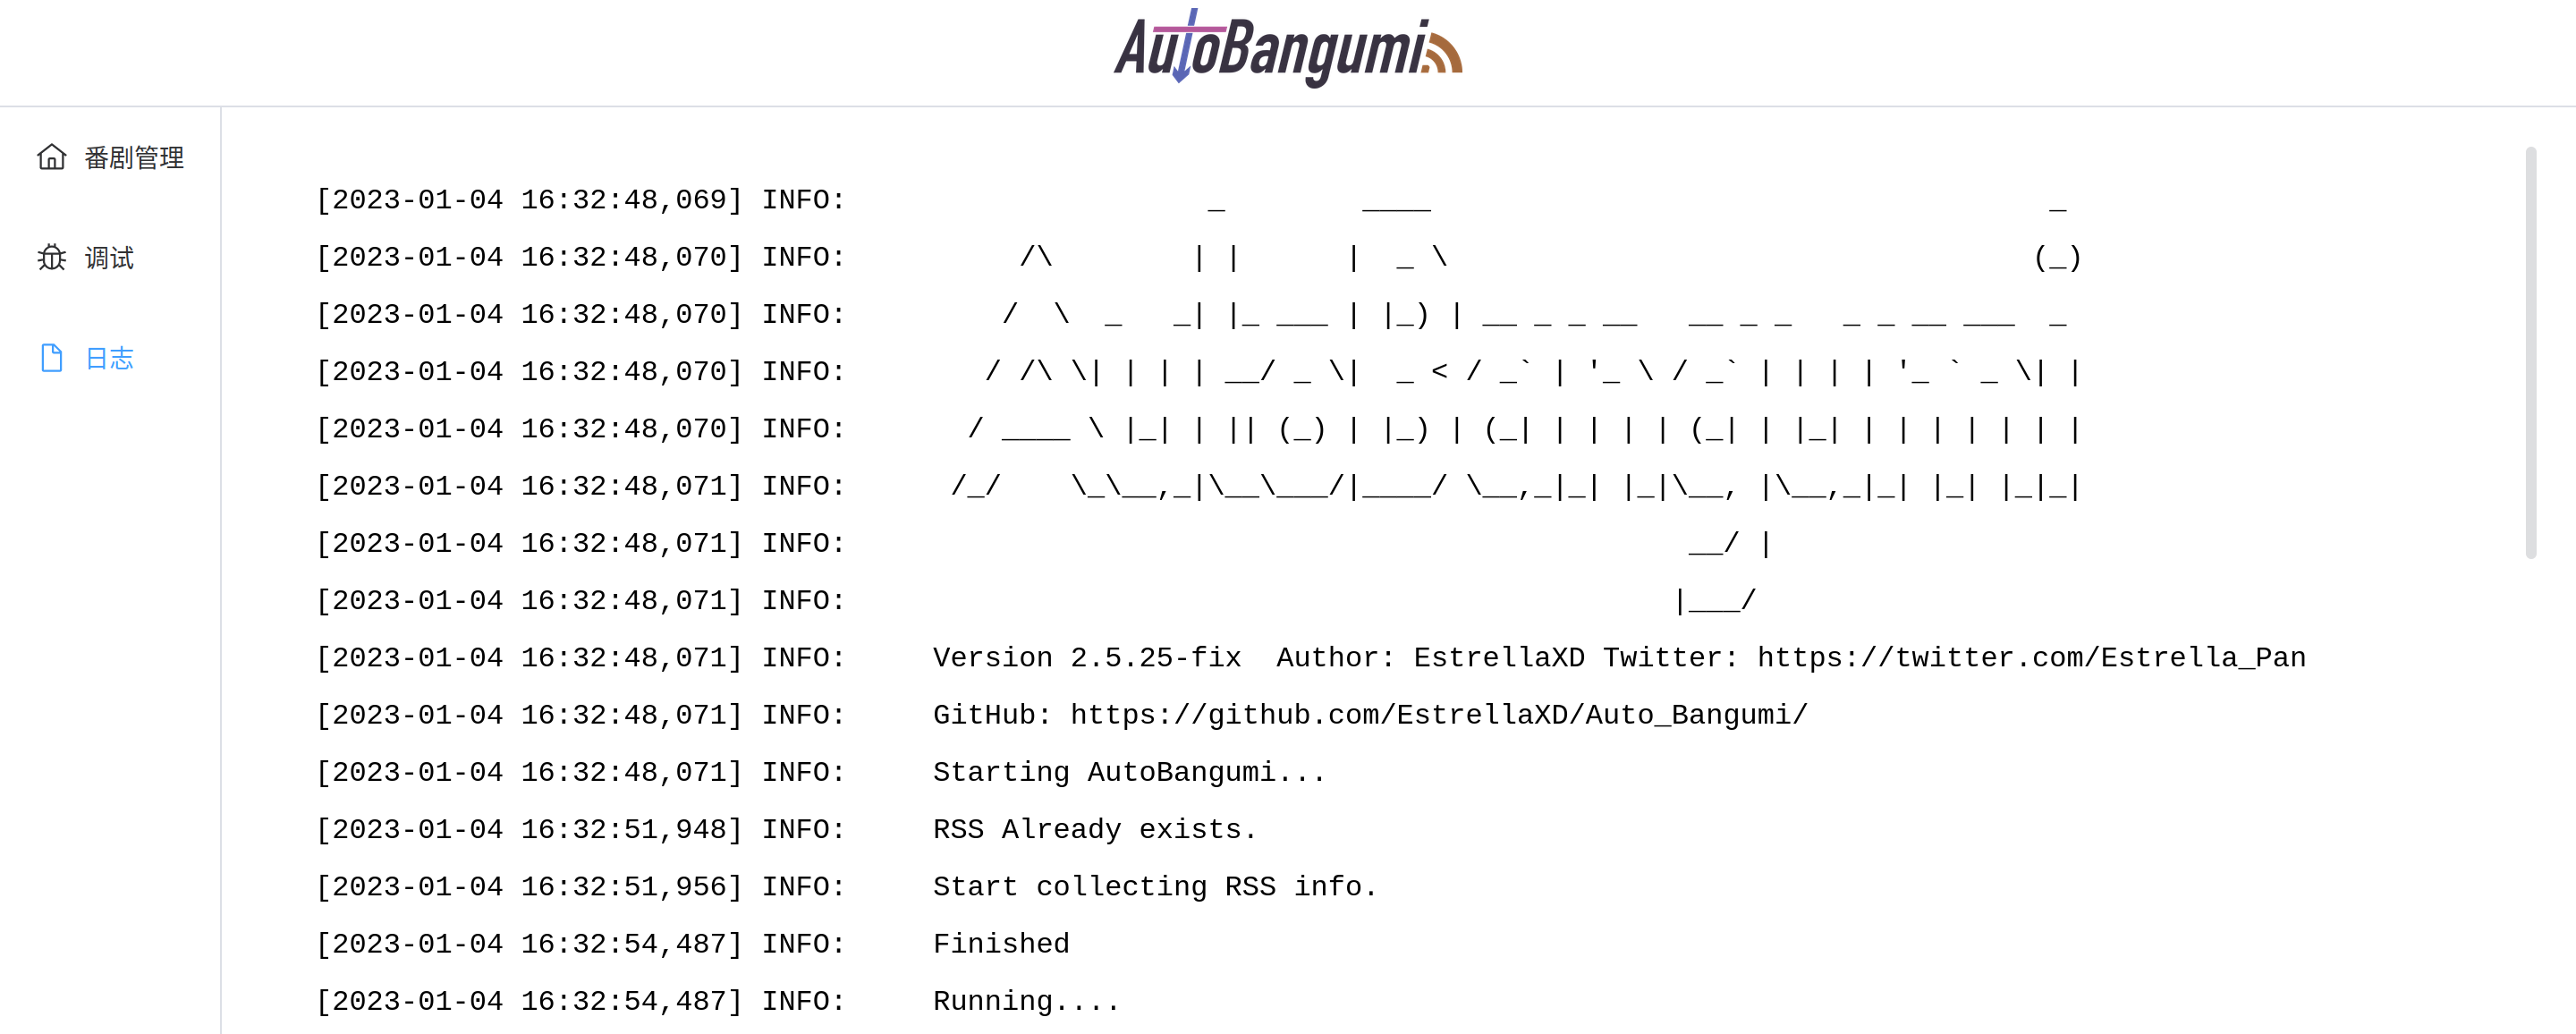 AutoBangumi
番剧管理
调试
日志
[2023-01-04 16:32:48,069] INFO:                     _        ____                                    _
[2023-01-04 16:32:48,070] INFO:          /\        | |      |  _ \                                  (_)
[2023-01-04 16:32:48,070] INFO:         /  \  _   _| |_ ___ | |_) | __ _ _ __   __ _ _   _ _ __ ___  _
[2023-01-04 16:32:48,070] INFO:        / /\ \| | | | __/ _ \|  _ < / _` | '_ \ / _` | | | | '_ ` _ \| |
[2023-01-04 16:32:48,070] INFO:       / ____ \ |_| | || (_) | |_) | (_| | | | | (_| | |_| | | | | | | |
[2023-01-04 16:32:48,071] INFO:      /_/    \_\__,_|\__\___/|____/ \__,_|_| |_|\__, |\__,_|_| |_| |_|_|
[2023-01-04 16:32:48,071] INFO:                                                 __/ |
[2023-01-04 16:32:48,071] INFO:                                                |___/
[2023-01-04 16:32:48,071] INFO:     Version 2.5.25-fix  Author: EstrellaXD Twitter: https://twitter.com/Estrella_Pan
[2023-01-04 16:32:48,071] INFO:     GitHub: https://github.com/EstrellaXD/Auto_Bangumi/
[2023-01-04 16:32:48,071] INFO:     Starting AutoBangumi...
[2023-01-04 16:32:51,948] INFO:     RSS Already exists.
[2023-01-04 16:32:51,956] INFO:     Start collecting RSS info.
[2023-01-04 16:32:54,487] INFO:     Finished
[2023-01-04 16:32:54,487] INFO:     Running....